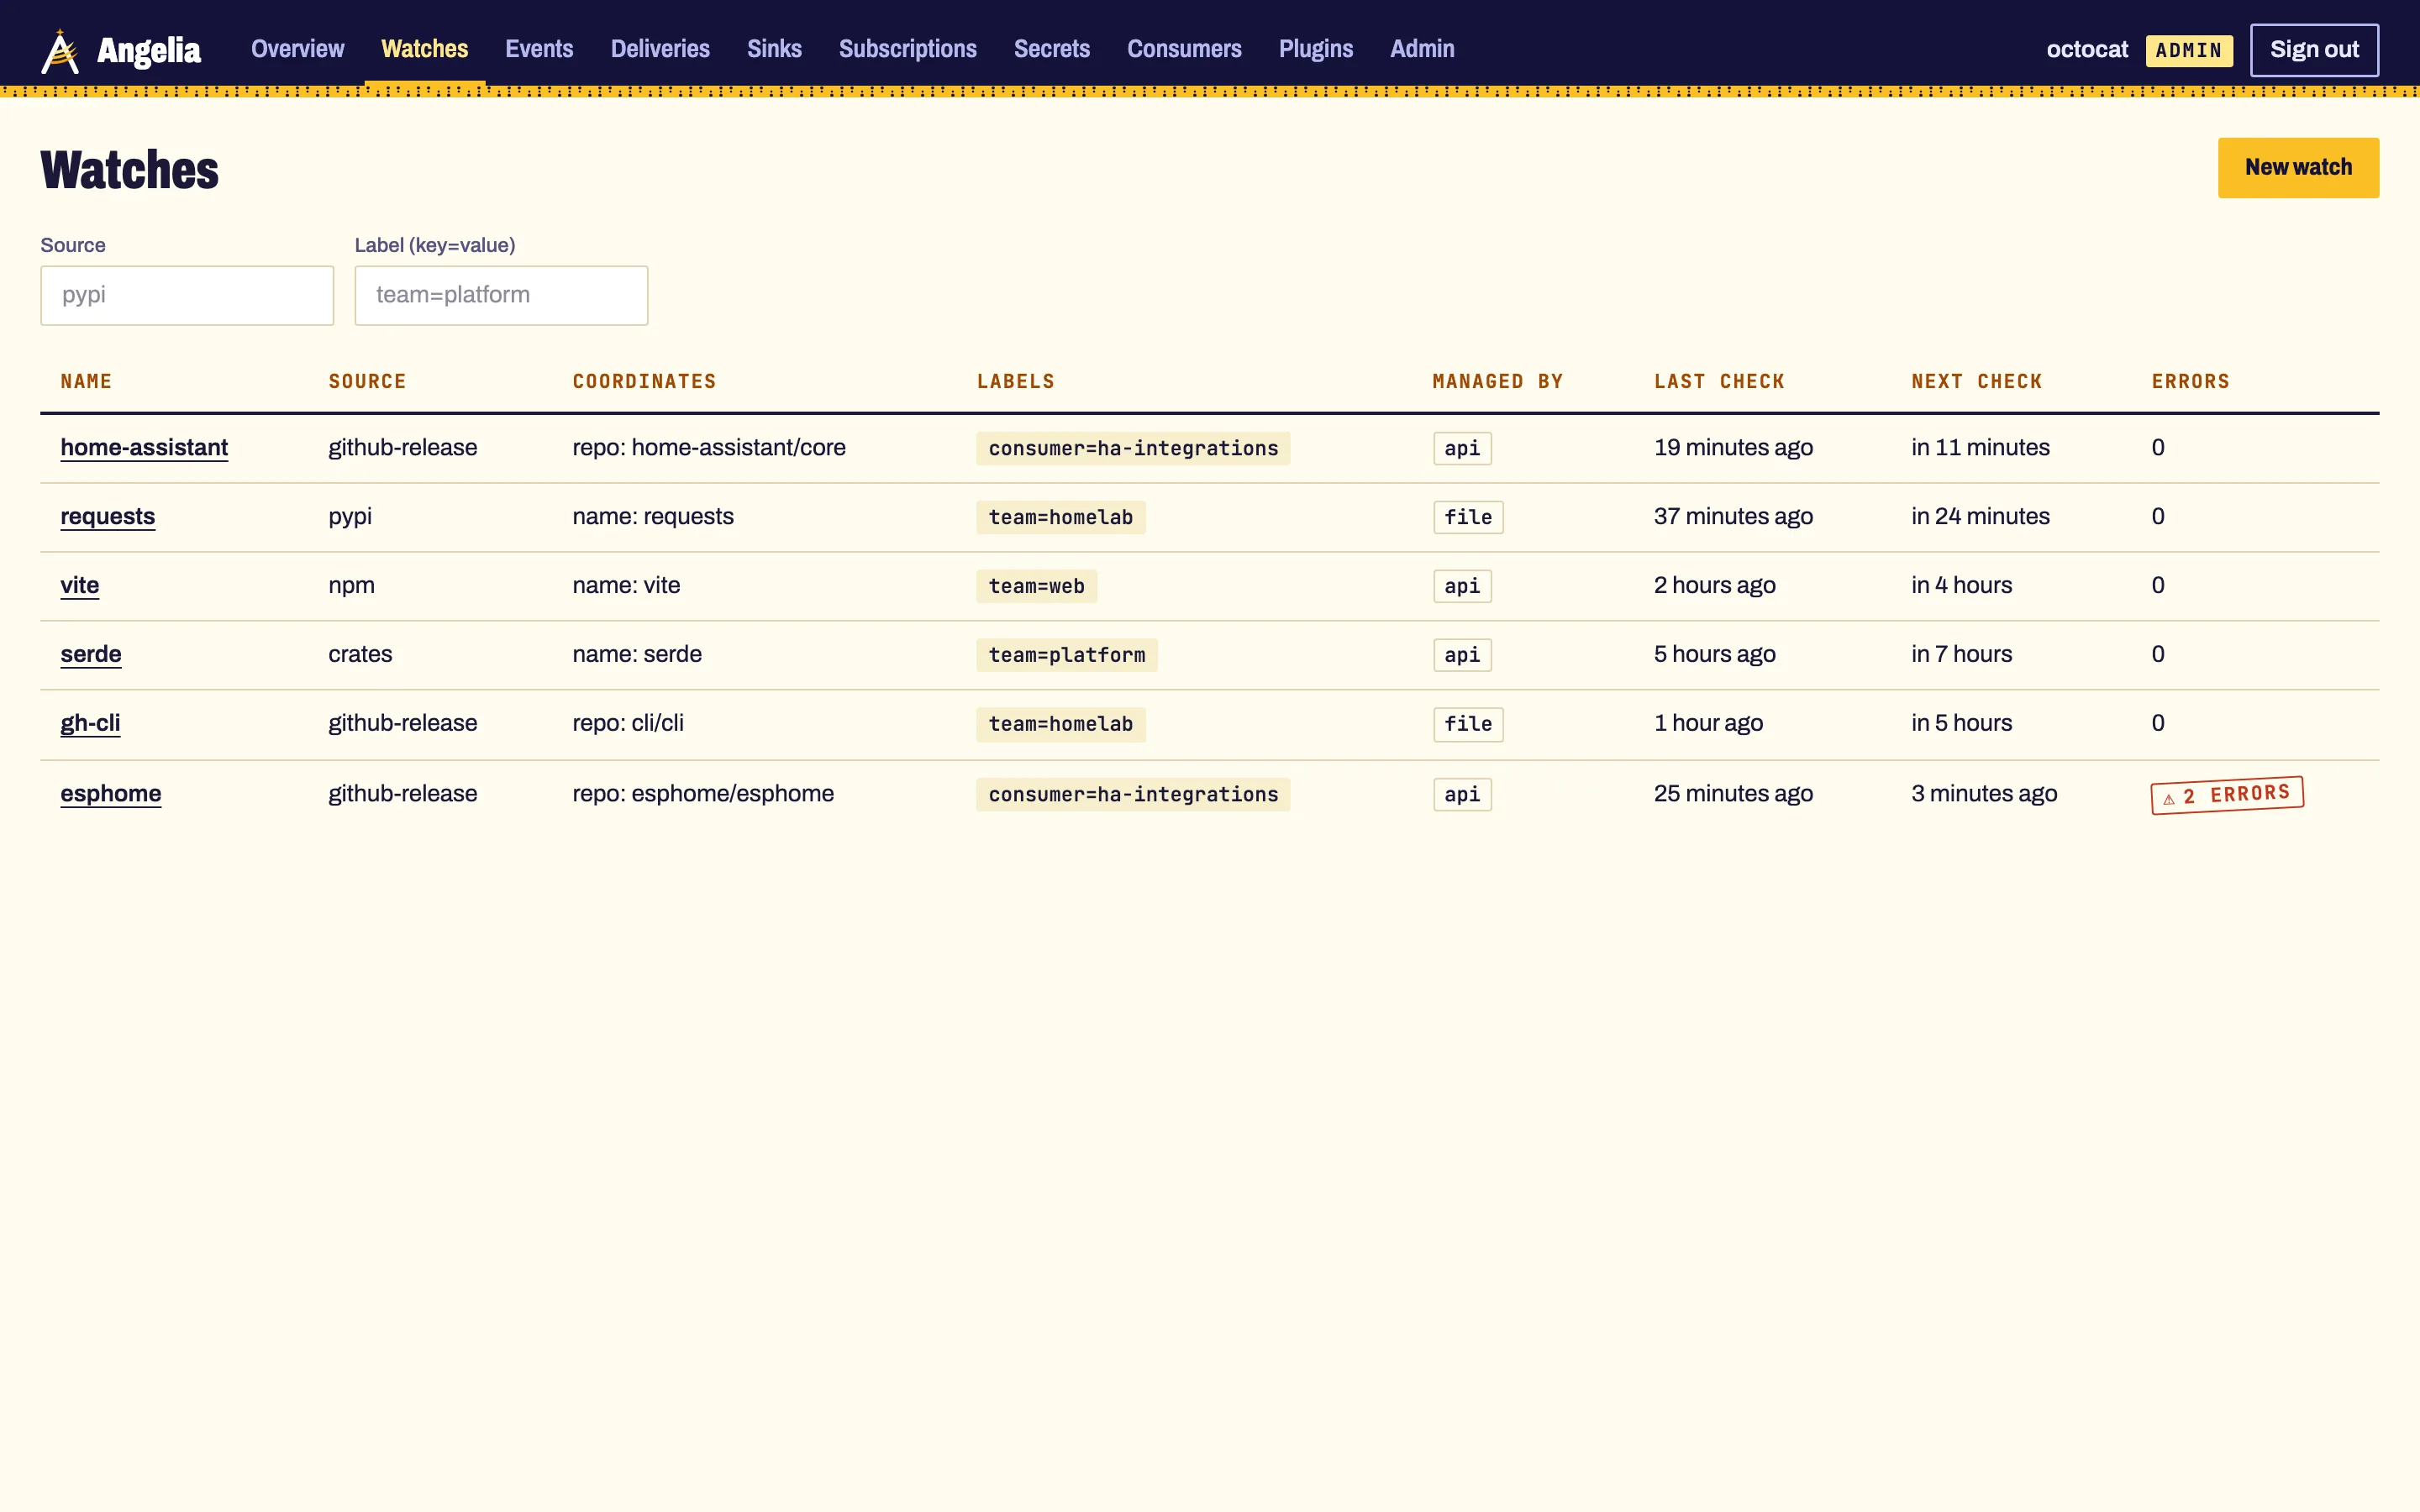 Angelia Overview Watches Events Deliveries Sinks Subscriptions Secrets Consumers Plugins Admin octocat ADMIN Sign out
Watches New watch
Source Label (key=value)
pypi team=platform
NAME SOURCE COORDINATES LABELS MANAGED BY LAST CHECK NEXT CHECK ERRORS
home-assistant github-release repo: home-assistant/core consumer=ha-integrations api 19 minutes ago in 11 minutes 0
requests pypi name: requests team=homelab file 37 minutes ago in 24 minutes 0
vite npm name: vite team=web api 2 hours ago in 4 hours 0
serde crates name: serde team=platform api 5 hours ago in 7 hours 0
gh-cli github-release repo: cli/cli team=homelab file 1 hour ago in 5 hours 0
esphome github-release repo: esphome/esphome consumer=ha-integrations api 25 minutes ago 3 minutes ago ⚠ 2 ERRORS